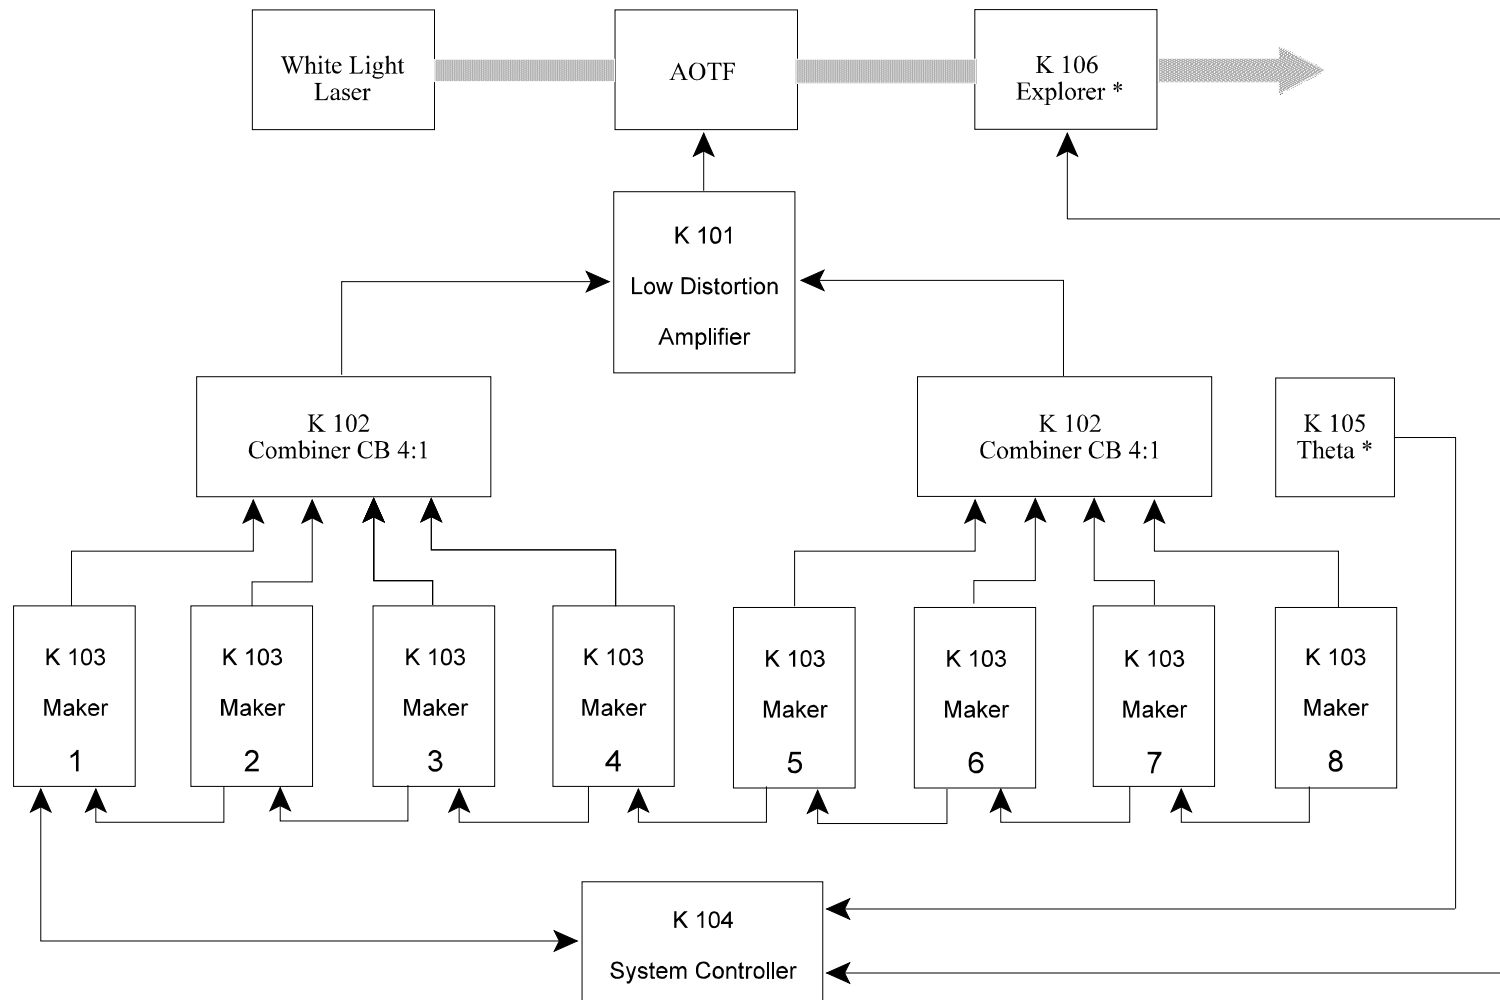 White Light
Laser
AOTF
K 106
Explorer *
K 101
Low Distortion
Amplifier
K 102
Combiner CB 4:1
K 102
Combiner CB 4:1
K 105
Theta *
K 103
Maker
1
K 103
Maker
2
K 103
Maker
3
K 103
Maker
4
K 103
Maker
5
K 103
Maker
6
K 103
Maker
7
K 103
Maker
8
K 104
System Controller